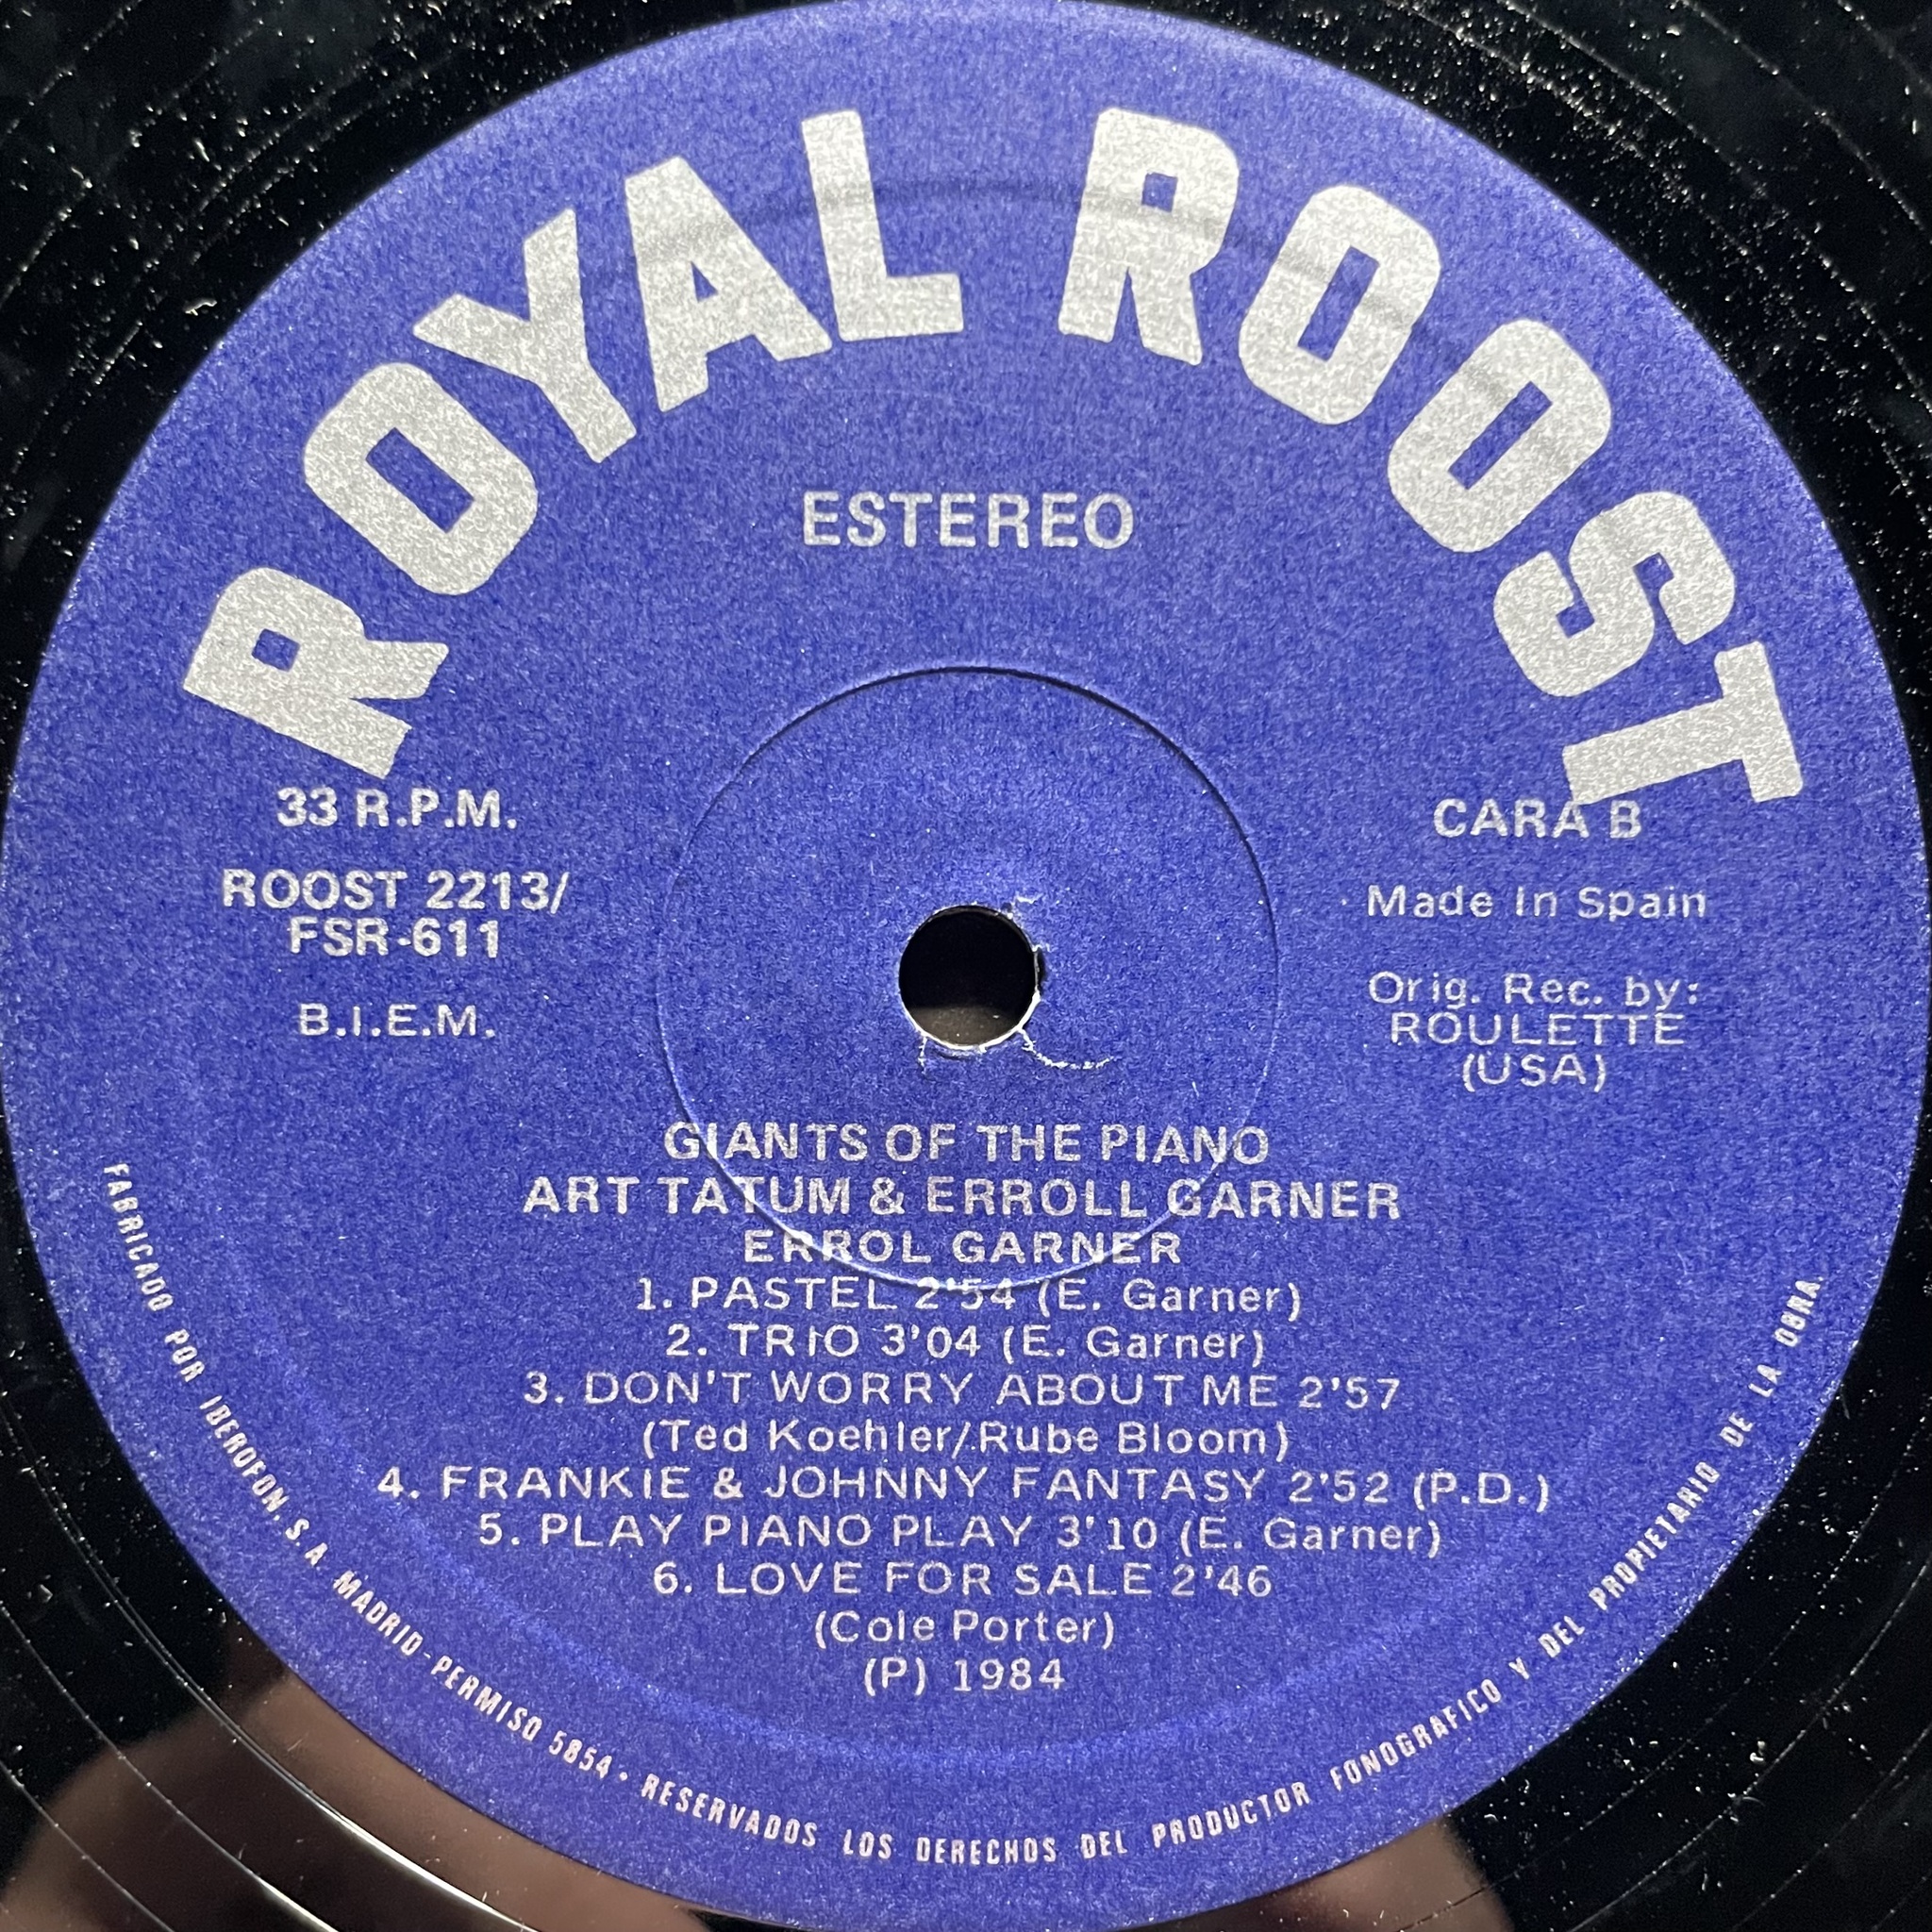 ROYAL ROOST
ESTEREO
33 R.P.M.
ROOST 2213/
FSR-611
B.I.E.M.
CARA B
Made In Spain
Orig. Rec. by:
ROULETTE
(USA)
GIANTS OF THE PIANO
ART TATUM & ERROLL GARNER
ERROL GARNER
1. PASTEL 2'54 (E. Garner)
2. TRIO 3'04 (E. Garner)
3. DON'T WORRY ABOUT ME 2'57
(Ted Koehler/Rube Bloom)
4. FRANKIE & JOHNNY FANTASY 2'52 (P.D.)
5. PLAY PIANO PLAY 3'10 (E. Garner)
6. LOVE FOR SALE 2'46
(Cole Porter)
(P) 1984
FABRICADO POR IBEROFON, S.A. MADRID-PERMISO 5854 • RESERVADOS LOS DERECHOS DEL PRODUCTOR FONOGRAFICO Y DEL PROPIETARIO DE LA OBRA.